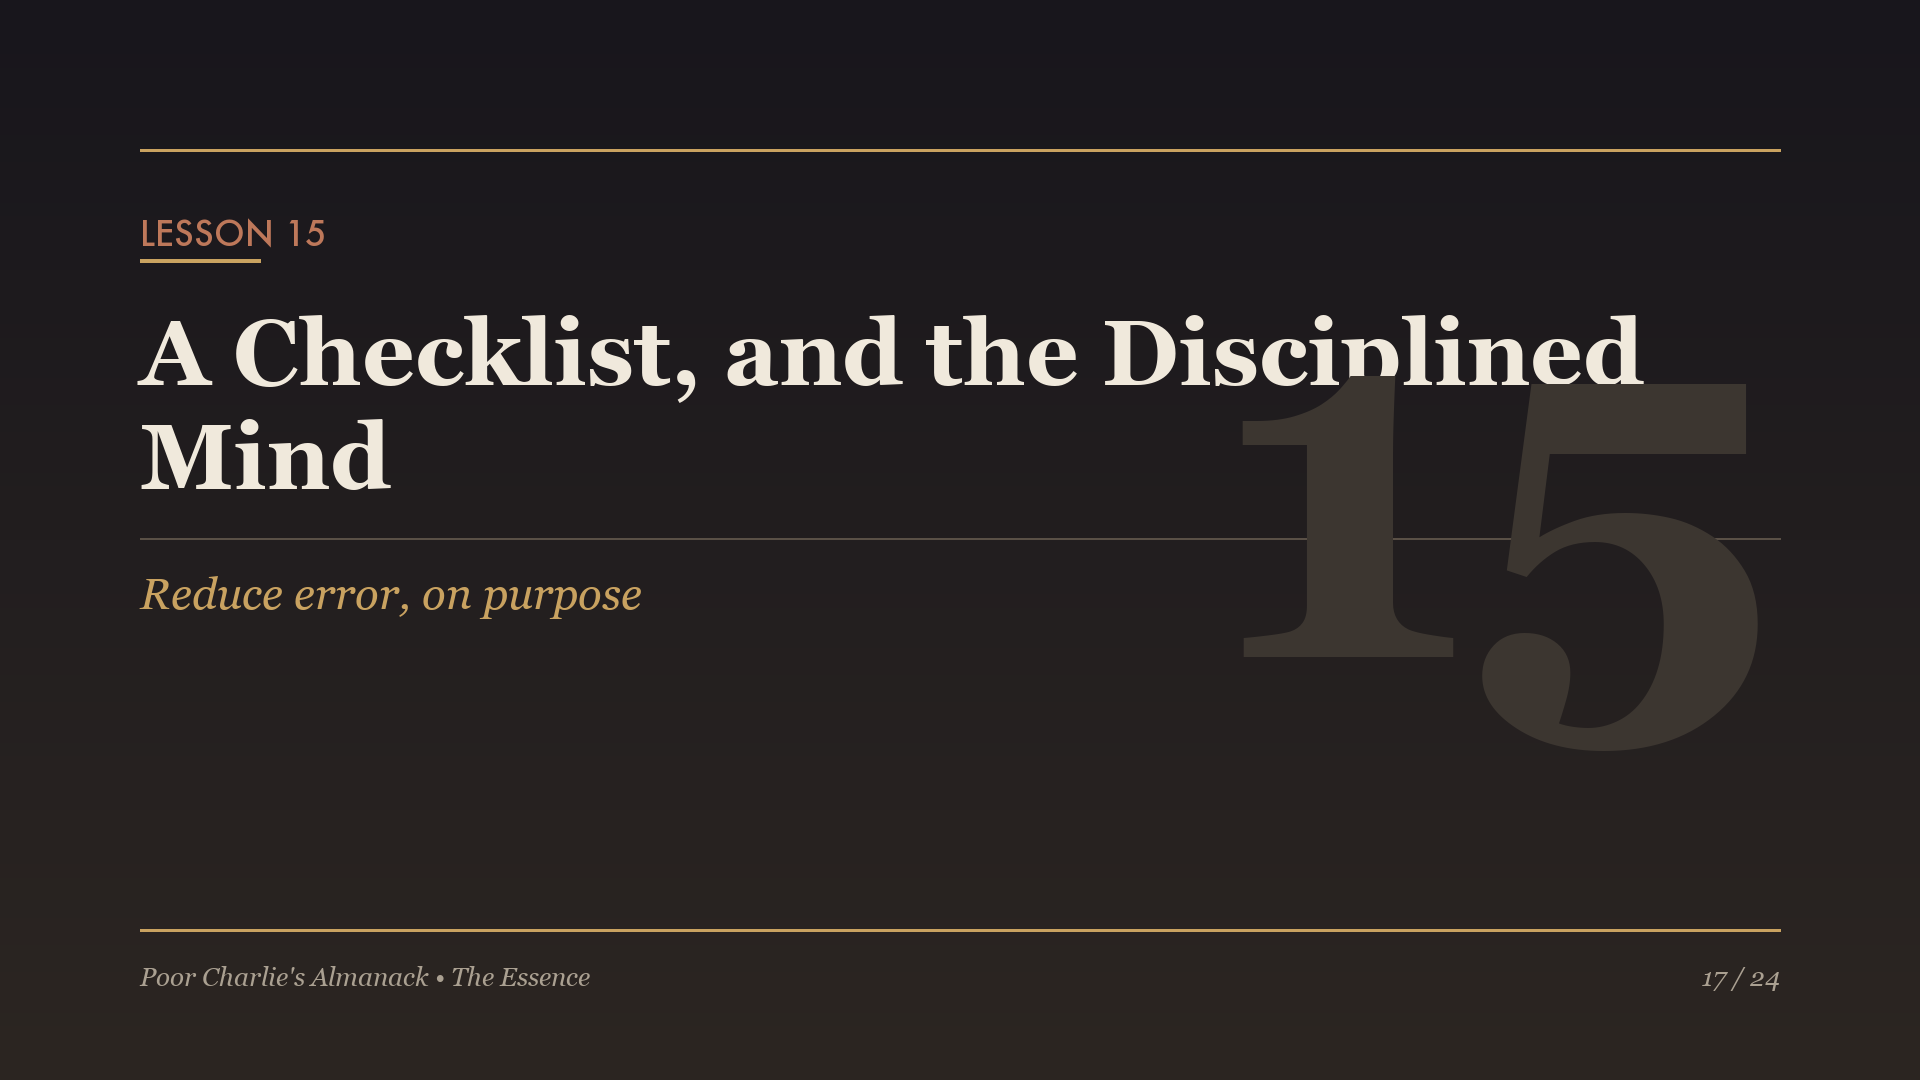 LESSON 15
A Checklist, and the Disciplined
Mind
15
Reduce error, on purpose
Poor Charlie's Almanack • The Essence
17 / 24